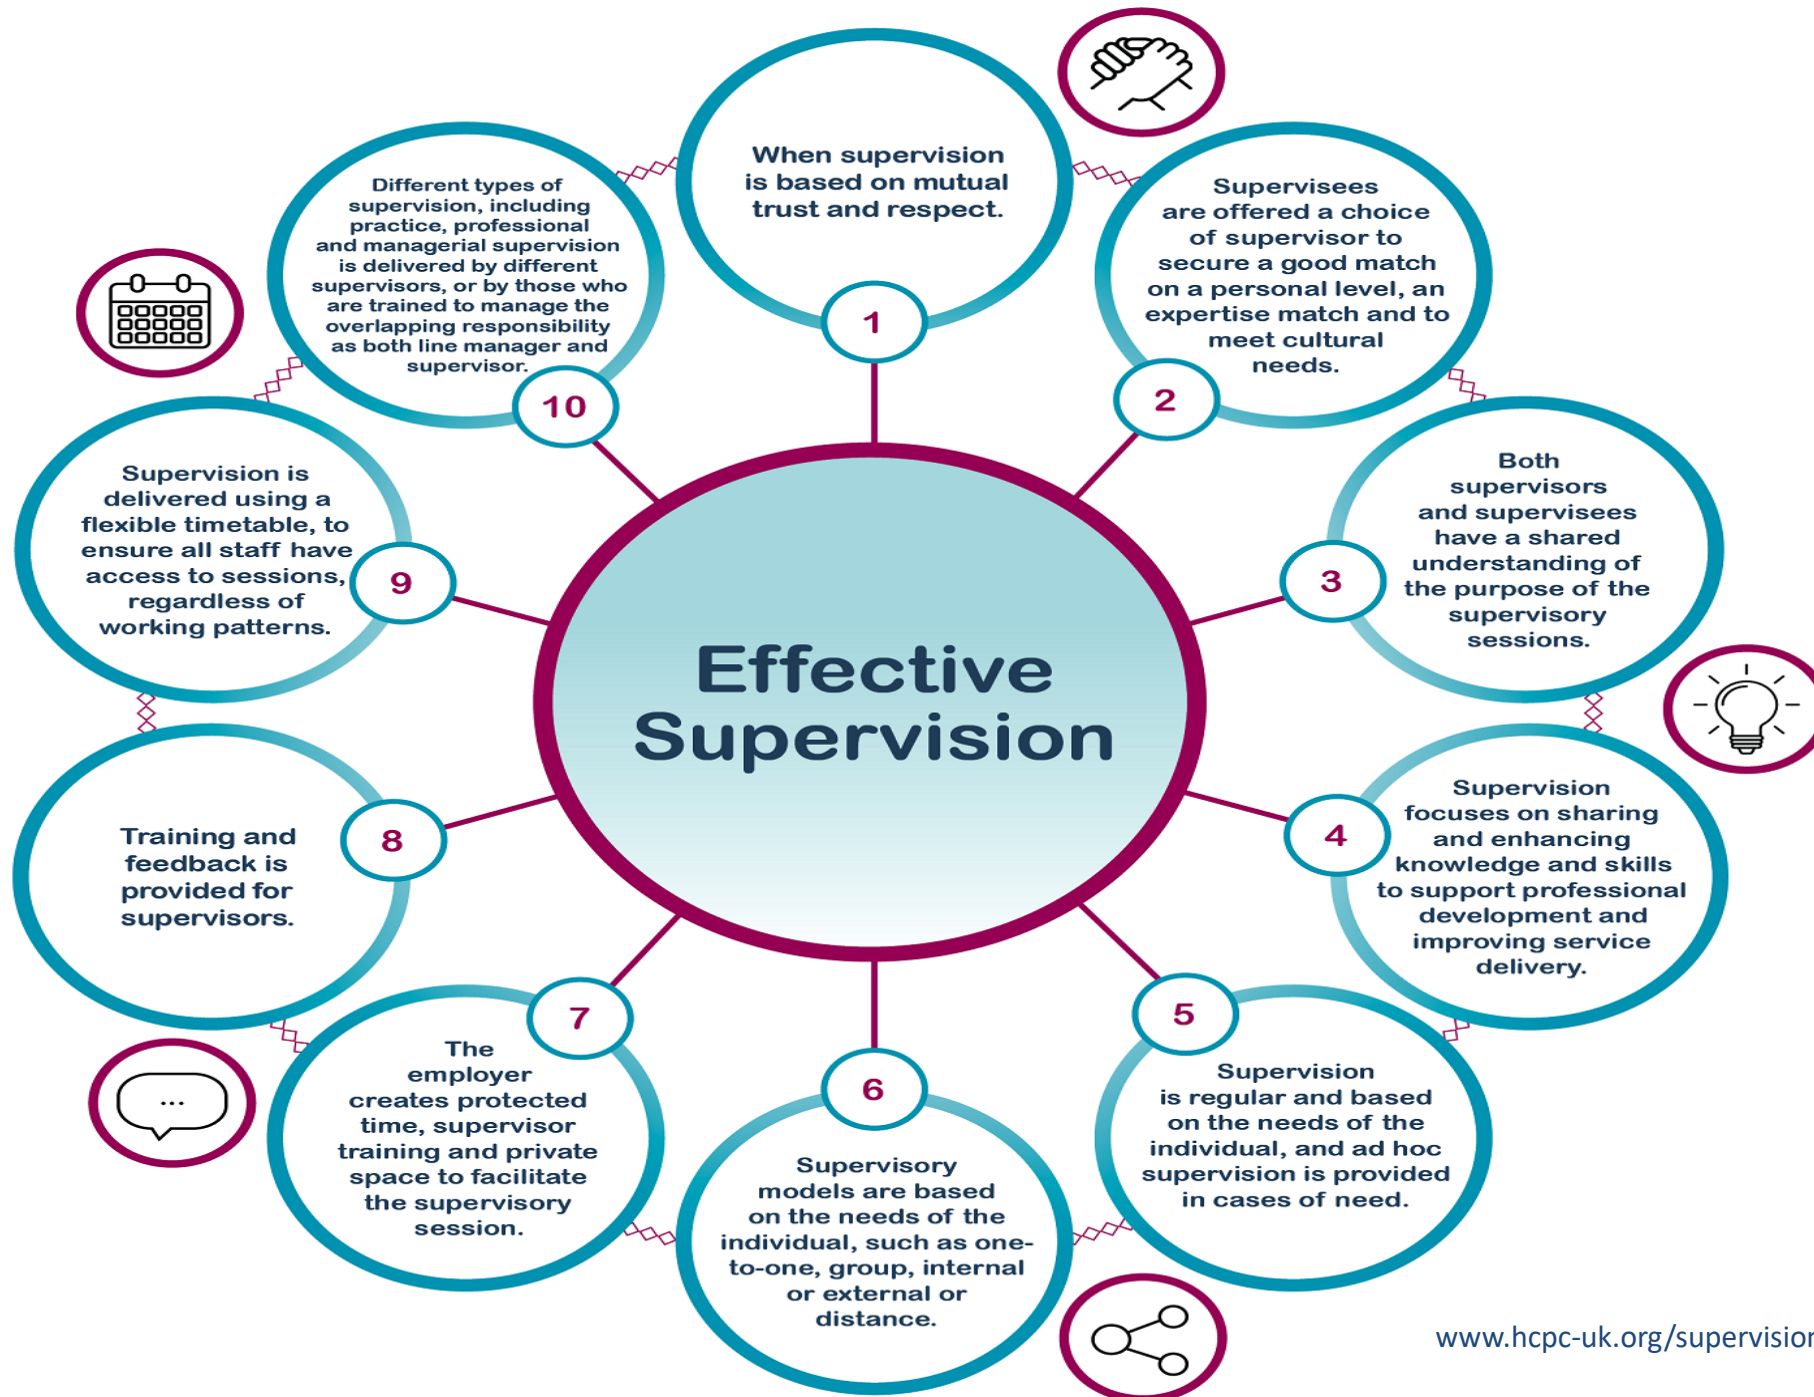 When supervision
is based on mutual
trust and respect.
1
Supervisees
are offered a choice
of supervisor to
secure a good match
on a personal level, an
expertise match and to
meet cultural
needs.
2
Both
supervisors
and supervisees
have a shared
understanding of
the purpose of the
supervisory
sessions.
3
Supervision
focuses on sharing
and enhancing
knowledge and skills
to support professional
development and
improving service
delivery.
4
Supervision
is regular and based
on the needs of the
individual, and ad hoc
supervision is provided
in cases of need.
5
Supervisory
models are based
on the needs of the
individual, such as one-
to-one, group, internal
or external or
distance.
6
The
employer
creates protected
time, supervisor
training and private
space to facilitate
the supervisory
session.
7
Training and
feedback is
provided for
supervisors.
8
Supervision is
delivered using a
flexible timetable, to
ensure all staff have
access to sessions,
regardless of
working patterns.
9
Different types of
supervision, including
practice, professional
and managerial supervision
is delivered by different
supervisors, or by those who
are trained to manage the
overlapping responsibility
as both line manager and
supervisor.
10
Effective
Supervision
...
www.hcpc-uk.org/supervision